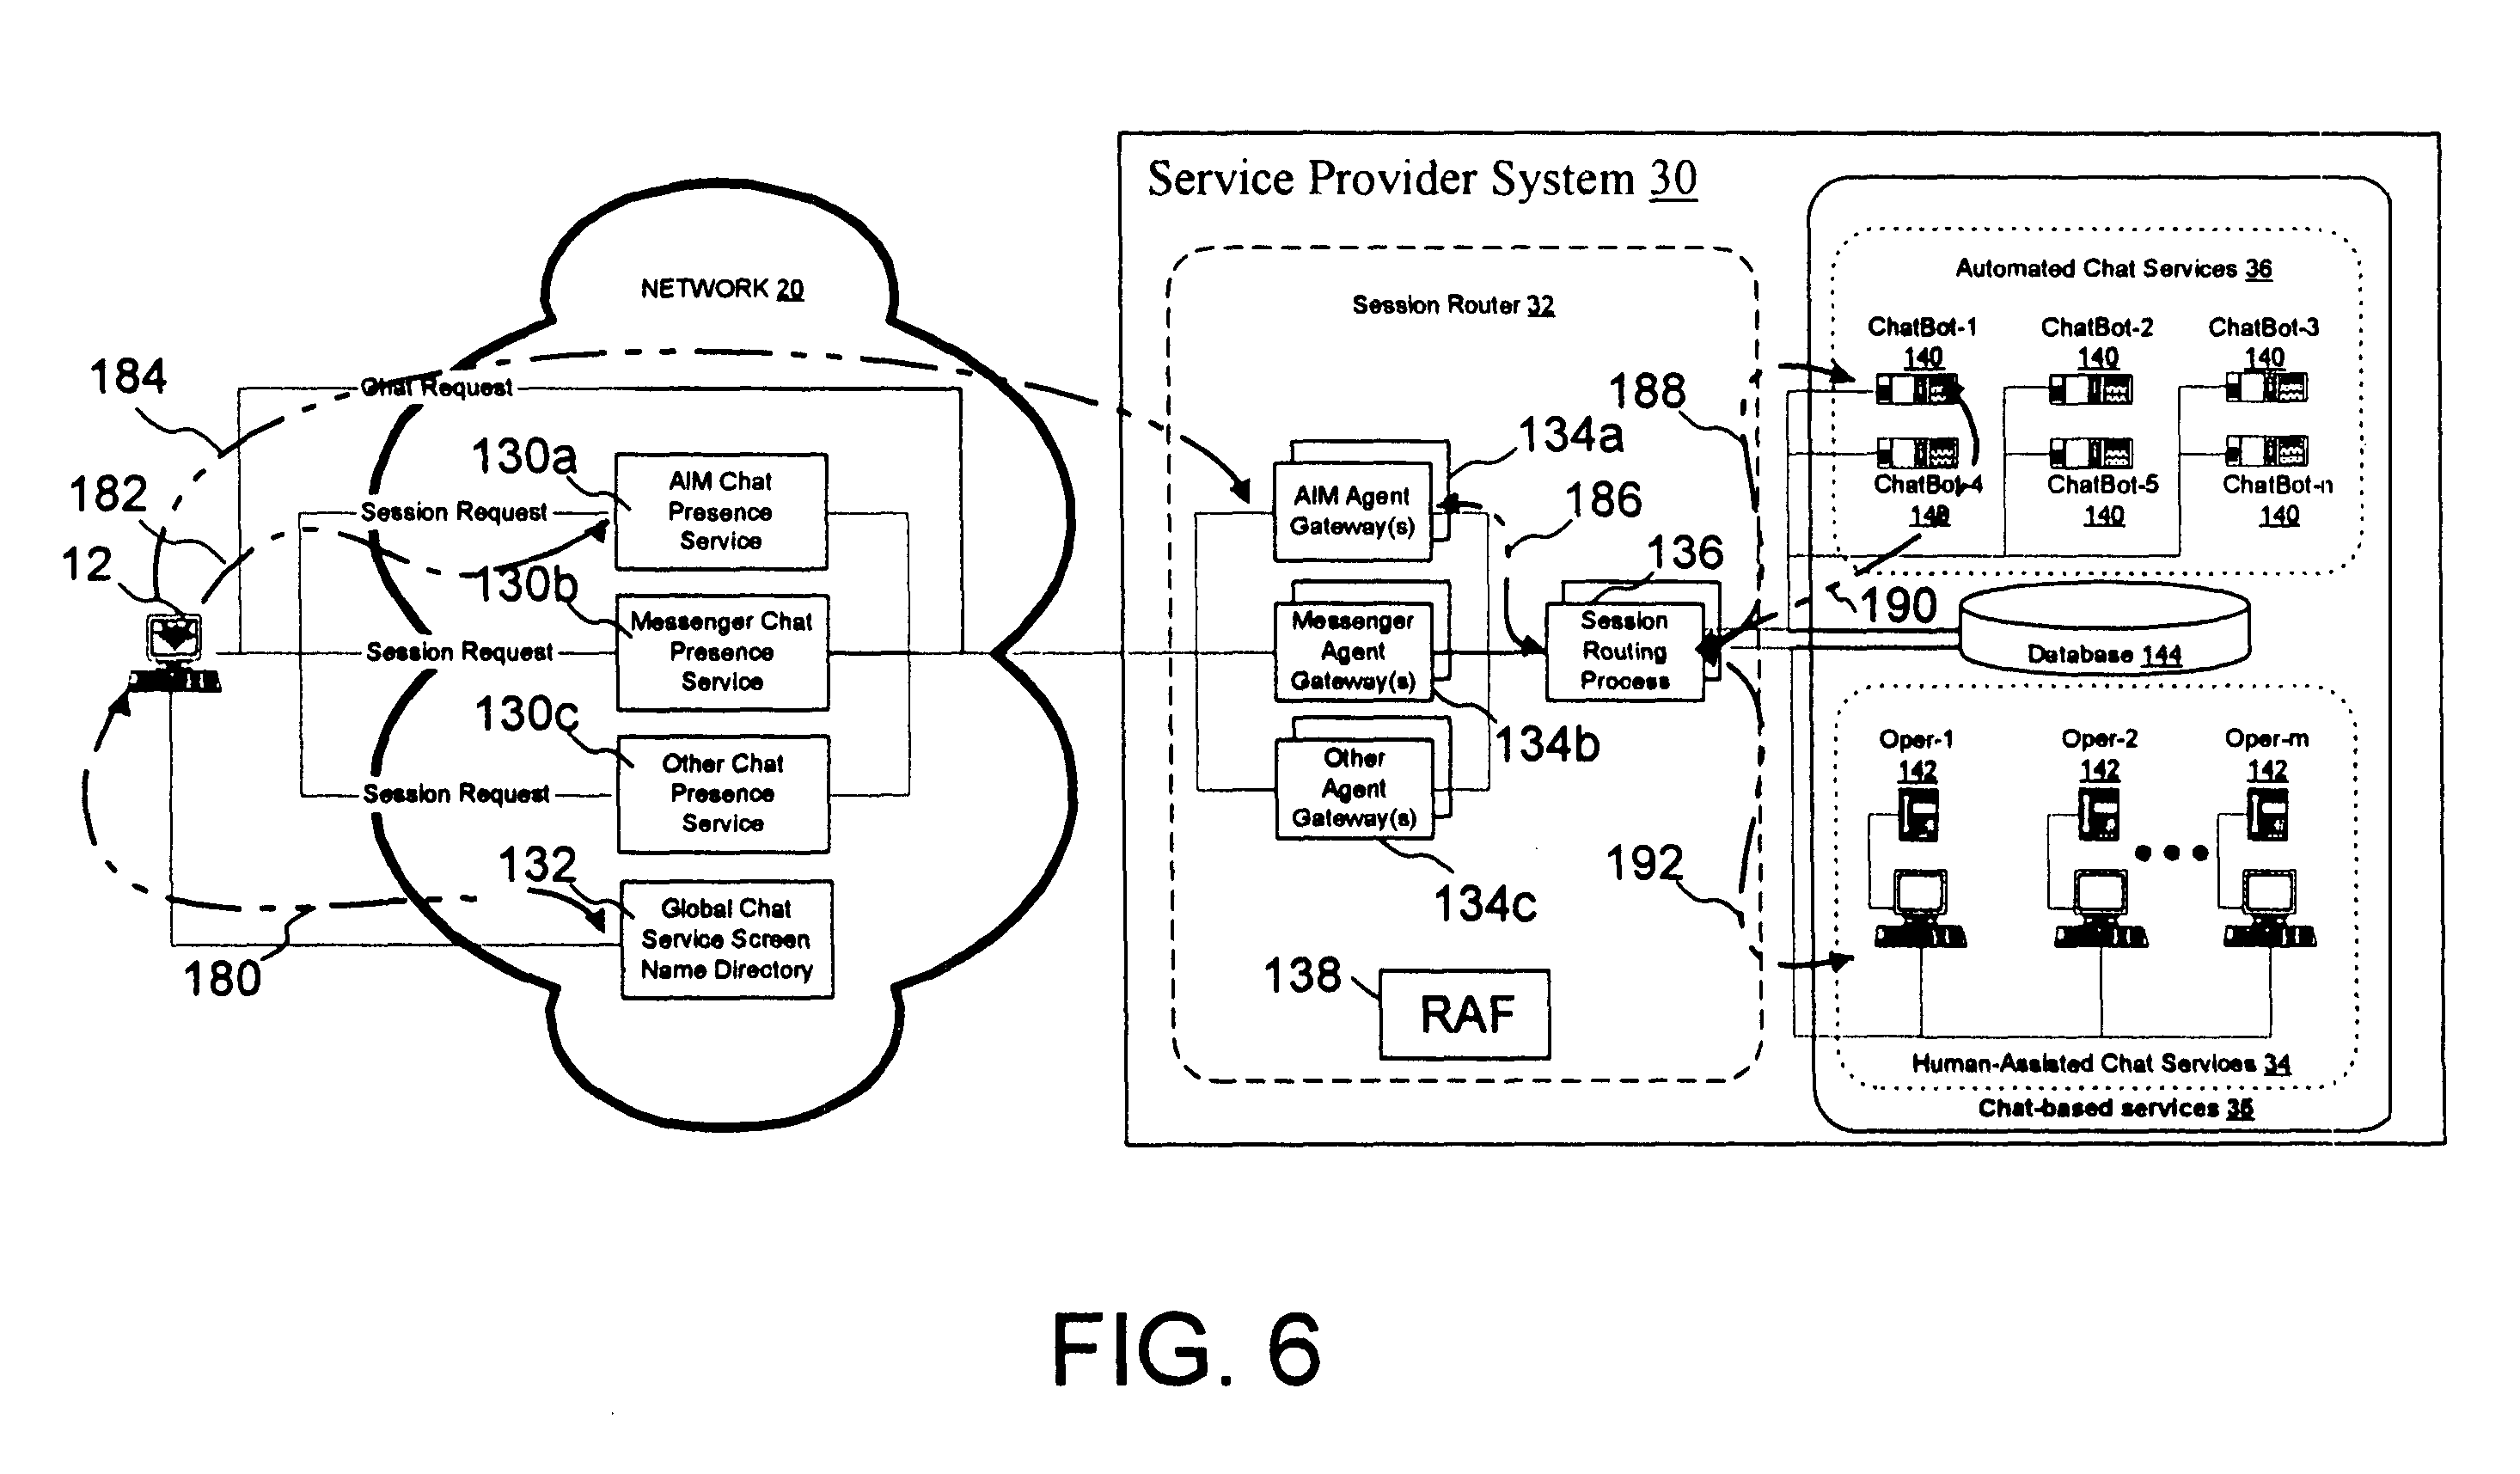 Service Provider System 30
NETWORK 20
Session Router 32
Automated Chat Services 36
ChatBot-1
140
ChatBot-2
140
ChatBot-3
140
ChatBot-4
140
ChatBot-5
140
ChatBot-n
140
184
Chat Request
188
182
130a
AIM Chat
Presence
Service
Session Request
134a
AIM Agent
Gateway(s)
186
12
130b
Messenger Chat
Presence
Service
Session Request
Messenger
Agent
Gateway(s)
134b
136
Session
Routing
Process
190
Database 144
130c
Other Chat
Presence
Service
Session Request
Other
Agent
Gateway(s)
134c
Oper-1
142
Oper-2
142
Oper-m
142
192
132
Global Chat
Service Screen
Name Directory
180
138
RAF
Human-Assisted Chat Services 34
Chat-based services 35
FIG. 6